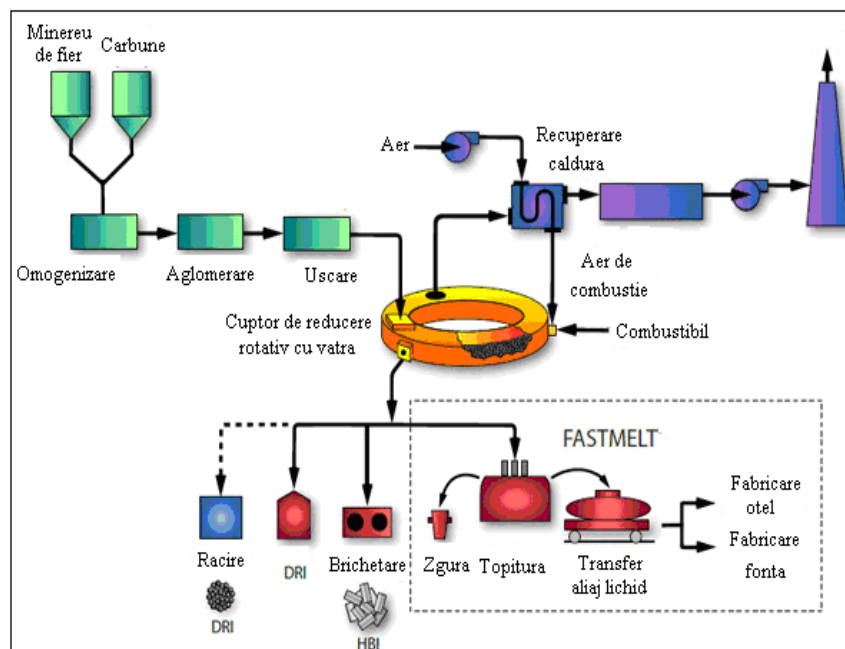 Minereu
de fier
Carbune
Aer
Recuperare
caldura
Omogenizare
Aglomerare
Uscare
Aer de
combustie
Cuptor de reducere
rotativ cu vatra
Combustibil
FASTMELT
Racire
DRI
DRI
Brichetare
HBI
Zgura
Topitura
Transfer
aliaj lichid
Fabricare
otel
Fabricare
fonta